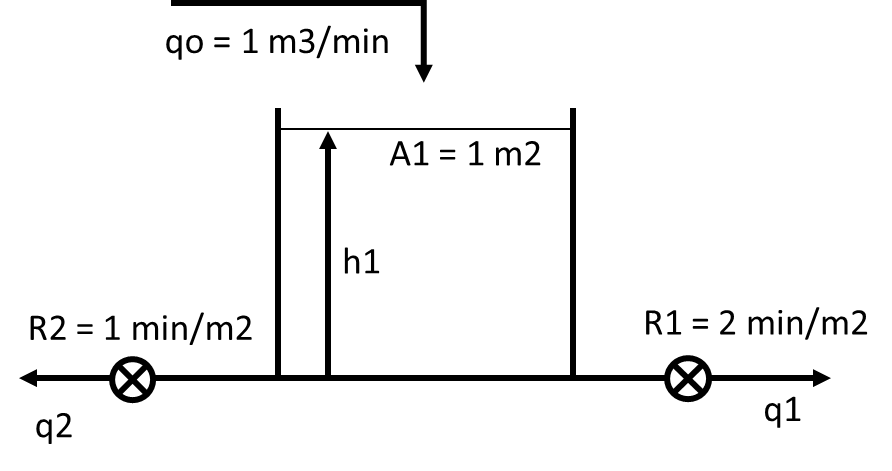 qo = 1 m3/min
A1 = 1 m2
h1
R2 = 1 min/m2
R1 = 2 min/m2
q2
q1